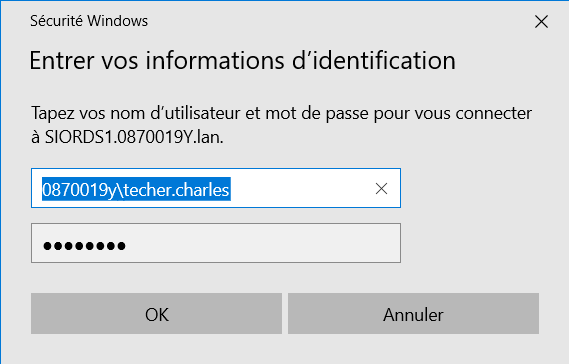 Sécurité Windows
Entrer vos informations d’identification
Tapez vos nom d’utilisateur et mot de passe pour vous connecter
à SIORDS1.0870019Y.lan.
0870019y\techer.charles
●●●●●●●●
OK Annuler